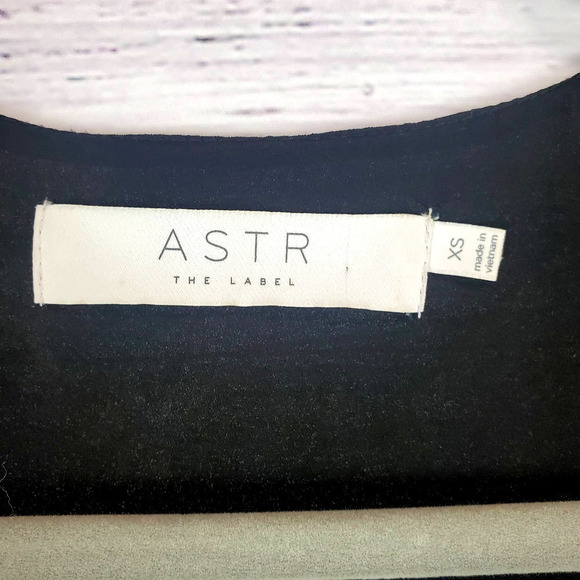 ASTR
THE LABEL
XS
made in
vietnam